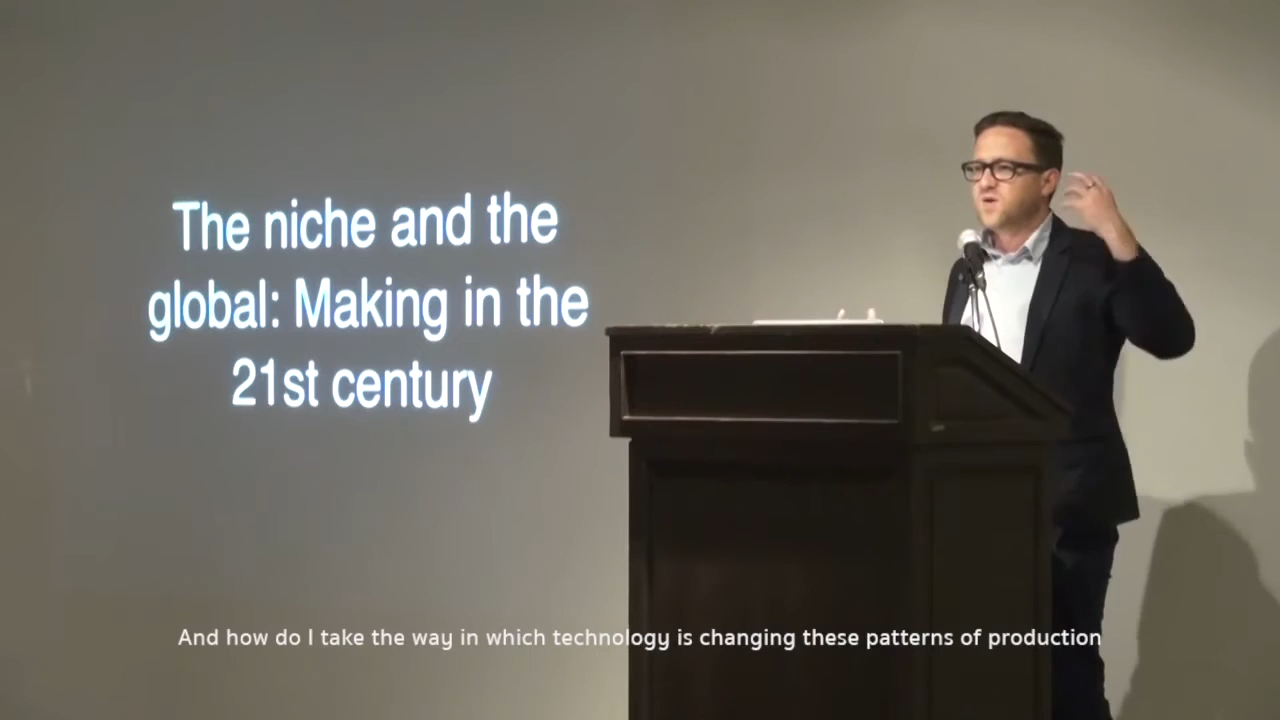 The niche and the
global: Making in the
21st century
And how do I take the way in which technology is changing these patterns of production